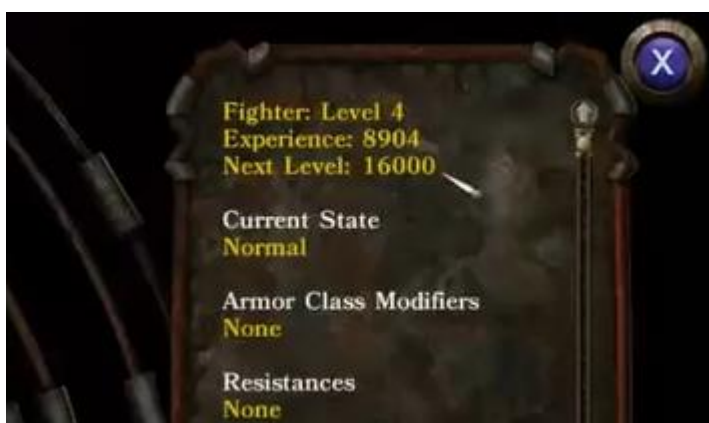 X
Fighter: Level 4
Experience: 8904
Next Level: 16000
Current State
Normal
Armor Class Modifiers
None
Resistances
None